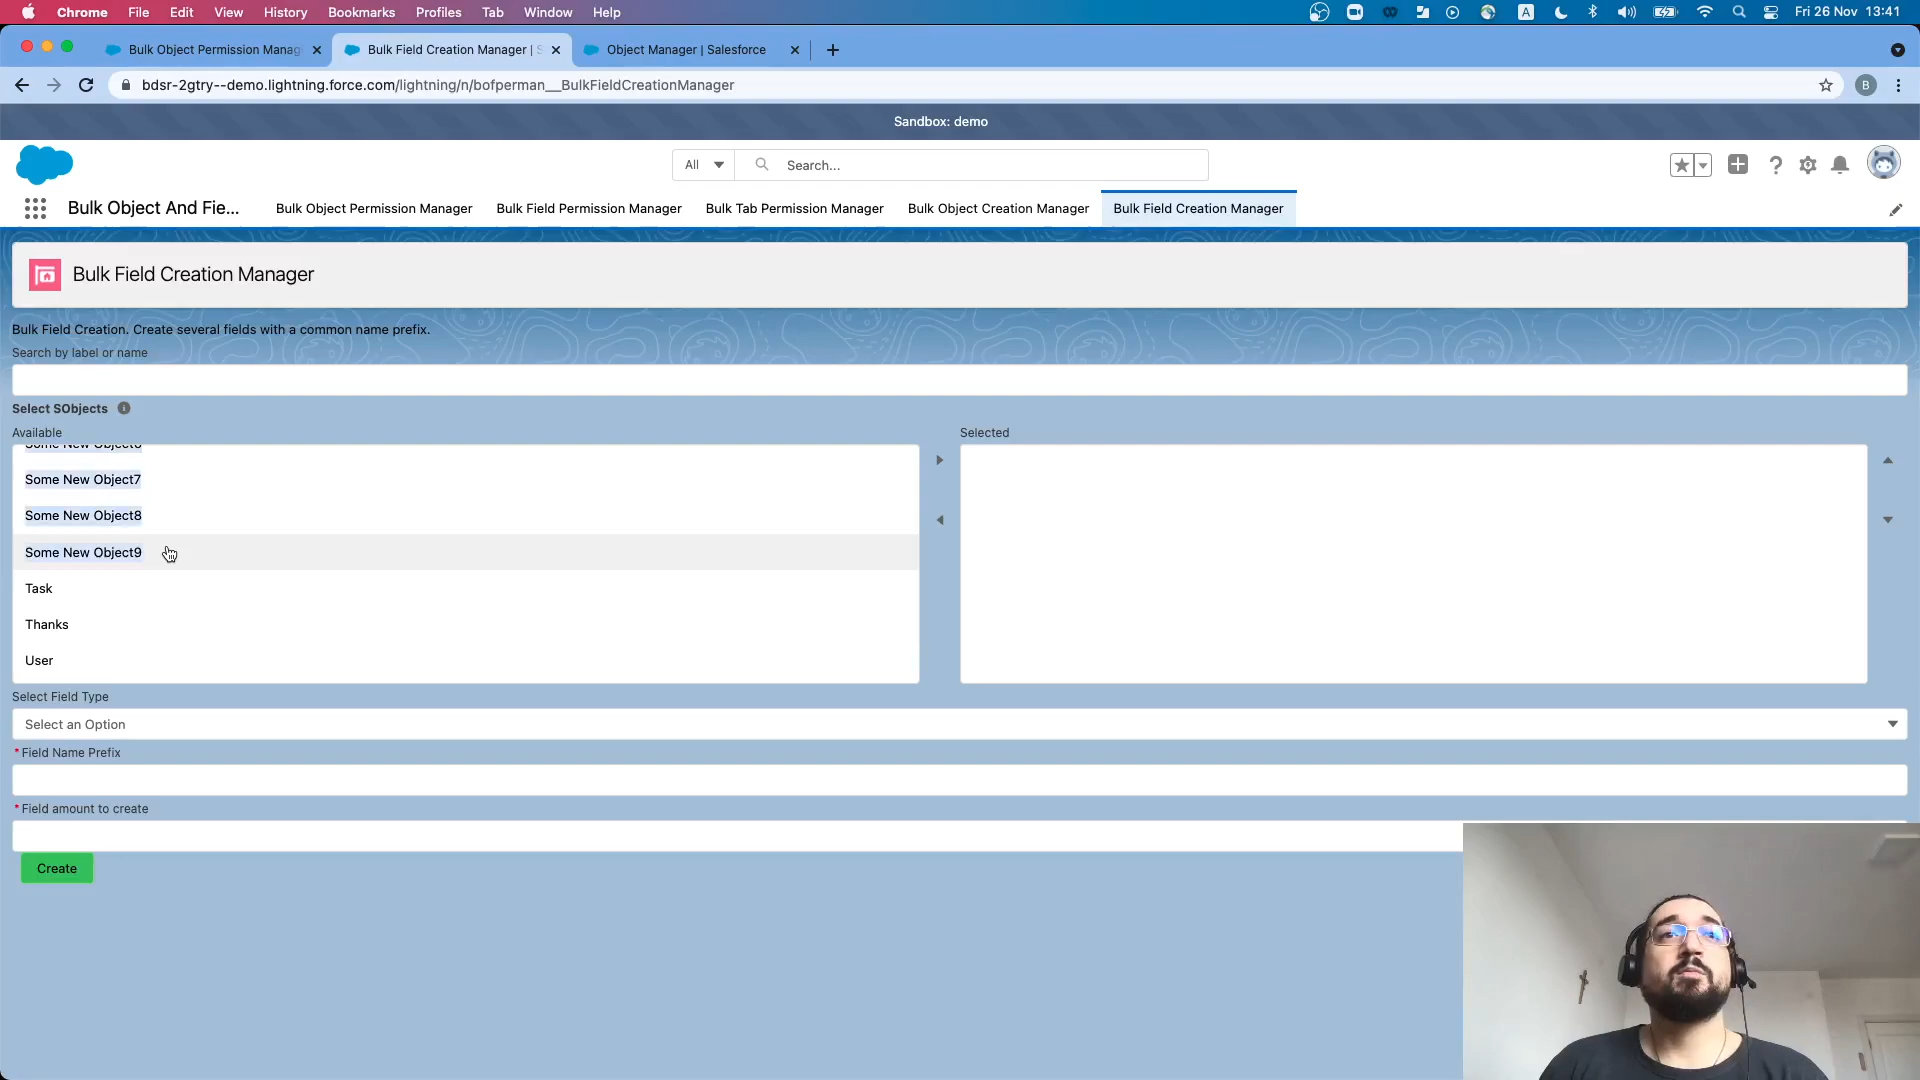 Chrome File Edit View History Bookmarks Profiles Tab Window Help A Fri 26 Nov 13:41
Bulk Object Permission Manag Bulk Field Creation Manager | S Object Manager | Salesforce
bdsr-2gtry--demo.lightning.force.com/lightning/n/bofperman__BulkFieldCreationManager B
Sandbox: demo
All Search...
Bulk Object And Fie... Bulk Object Permission Manager Bulk Field Permission Manager Bulk Tab Permission Manager Bulk Object Creation Manager Bulk Field Creation Manager
Bulk Field Creation Manager
Bulk Field Creation. Create several fields with a common name prefix.
Search by label or name
Select SObjects
Available Selected
Some New Object6
Some New Object7
Some New Object8
Some New Object9
Task
Thanks
User
Select Field Type
Select an Option
* Field Name Prefix
* Field amount to create
Create